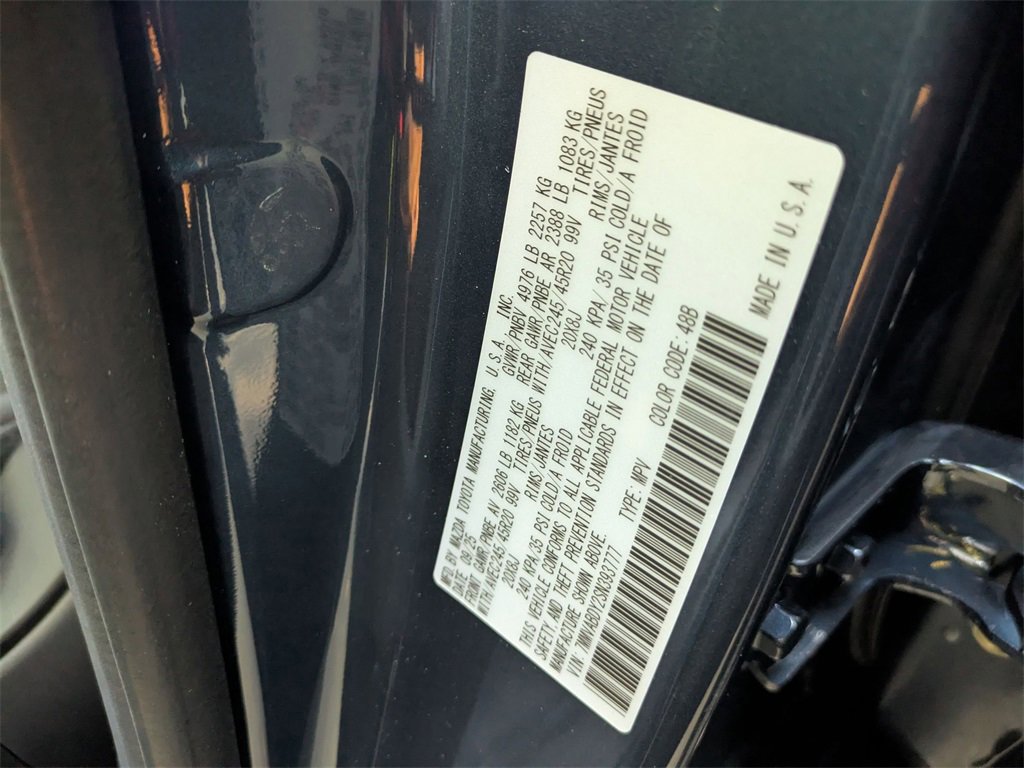 MFD BY MAZDA TOYOTA MANUFACTURING, U. S. A. , INC.
DATE: 09/25 GVWR/PNBV 4976 LB 2257 KG
FRONT GAWR/PNBE AV 2606 LB 1182 KG REAR GAWR/PNBE AR 2388 LB 1083 KG
WITH/AVEC245/45R20 99V TIRES/PNEUS WITH/AVEC245/45R20 99V TIRES/PNEUS
20X8J RIMS/JANTES 20X8J RIMS/JANTES
240 KPA/35 PSI COLD/A FROID 240 KPA/ 35 PSI COLD/A FROID
THIS VEHICLE CONFORMS TO ALL APPLICABLE FEDERAL MOTOR VEHICLE
SAFETY, AND THEFT PREVENTION STANDARDS IN EFFECT ON THE DATE OF
MANUFACTURE SHOWN ABOVE.
VIN: TYPE: MPV COLOR CODE: 48B
MADE IN U. S. A.